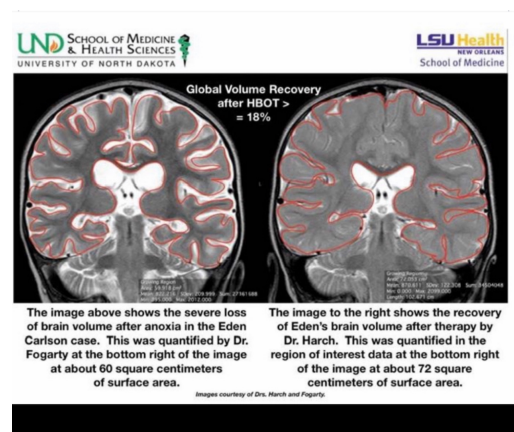 UND SCHOOL OF MEDICINE
& HEALTH SCIENCES
UNIVERSITY OF NORTH DAKOTA
LSU Health
NEW ORLEANS
School of Medicine
Global Volume Recovery
after HBOT >
= 18%
Growing Region
The image above shows the severe loss
of brain volume after anoxia in the Eden
Carlson case. This was quantified by Dr.
Fogarty at the bottom right of the image
at about 60 square centimeters
of surface area.
The image to the right shows the recovery
of Eden's brain volume after therapy by
Dr. Harch. This was quantified in the
region of interest data at the bottom right
of the image at about 72 square
centimeters of surface area.
Images courtesy of Drs. Harch and Fogarty.